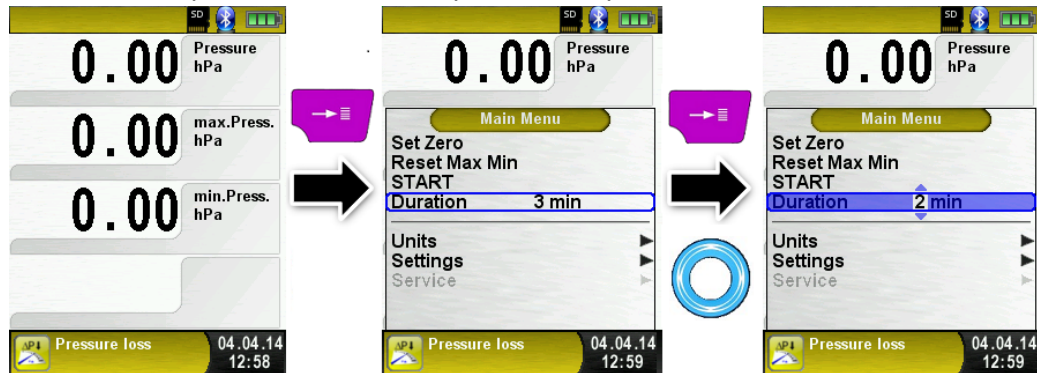 SD
0.00 Pressure
hPa
0.00 max.Press.
hPa
0.00 min.Press.
hPa
Pressure loss 04.04.14
12:58
SD
0.00 Pressure
hPa
Main Menu
Set Zero
Reset Max Min
START
Duration 3 min
Units
Settings
Service
ΔP↓ Pressure loss 04.04.14
12:59
SD
0.00 Pressure
hPa
Main Menu
Set Zero
Reset Max Min
START
Duration 2 min
Units
Settings
Service
ΔP↓ Pressure loss 04.04.14
12:59